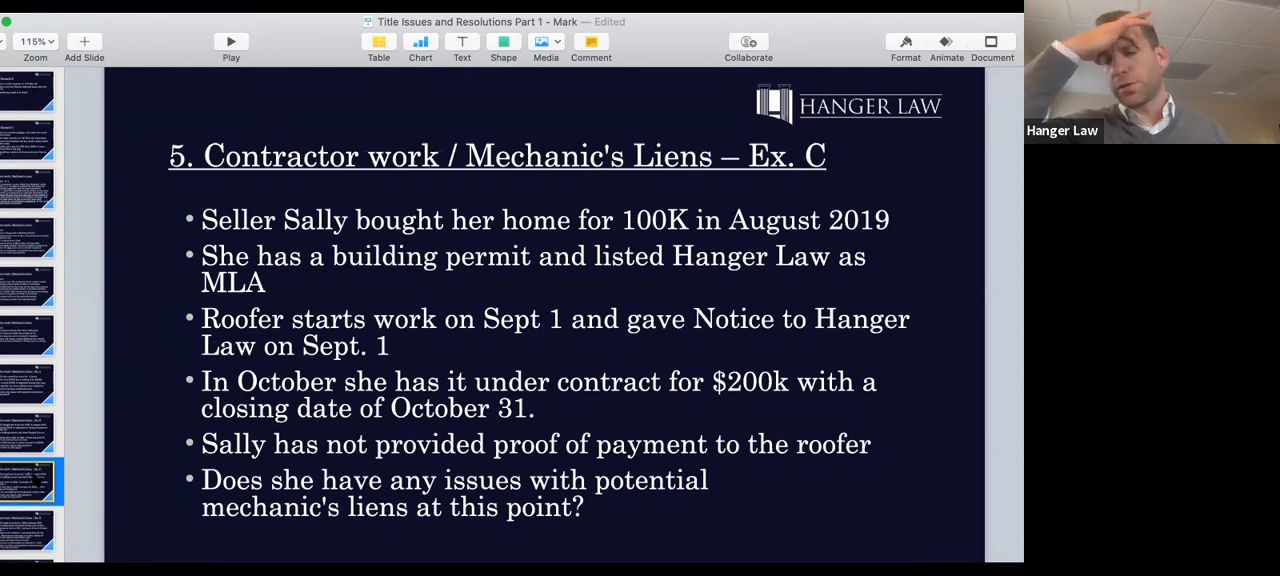 Title Issues and Resolutions Part 1 - Mark — Edited
115%
Zoom
Add Slide
Play
Table
Chart
Text
Shape
Media
Comment
Collaborate
Format
Animate
Document
HANGER LAW
5. Contractor work / Mechanic's Liens – Ex. C
• Seller Sally bought her home for 100K in August 2019
• She has a building permit and listed Hanger Law as
MLA
• Roofer starts work on Sept 1 and gave Notice to Hanger
Law on Sept. 1
• In October she has it under contract for $200k with a
closing date of October 31.
• Sally has not provided proof of payment to the roofer
• Does she have any issues with potential
mechanic's liens at this point?
Hanger Law